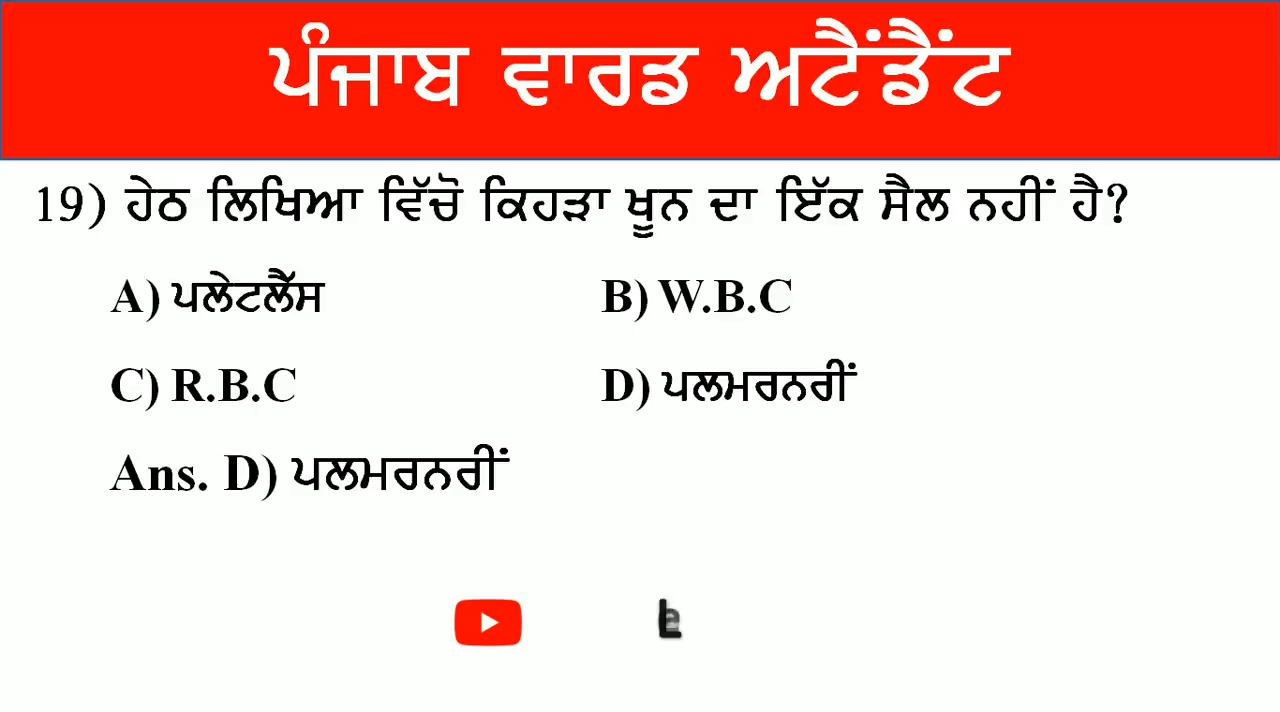 ਪੰਜਾਬ ਵਾਰਡ ਅਟੈਂਡੈਂਟ
19) ਹੇਠ ਲਿਖਿਆ ਵਿੱਚੋ ਕਿਹੜਾ ਖੂਨ ਦਾ ਇੱਕ ਸੈਲ ਨਹੀਂ ਹੈ?
A) ਪਲੇਟਲੈੱਸ B) W.B.C
C) R.B.C D) ਪਲਮਰਨਰੀਂ
Ans. D) ਪਲਮਰਨਰੀਂ